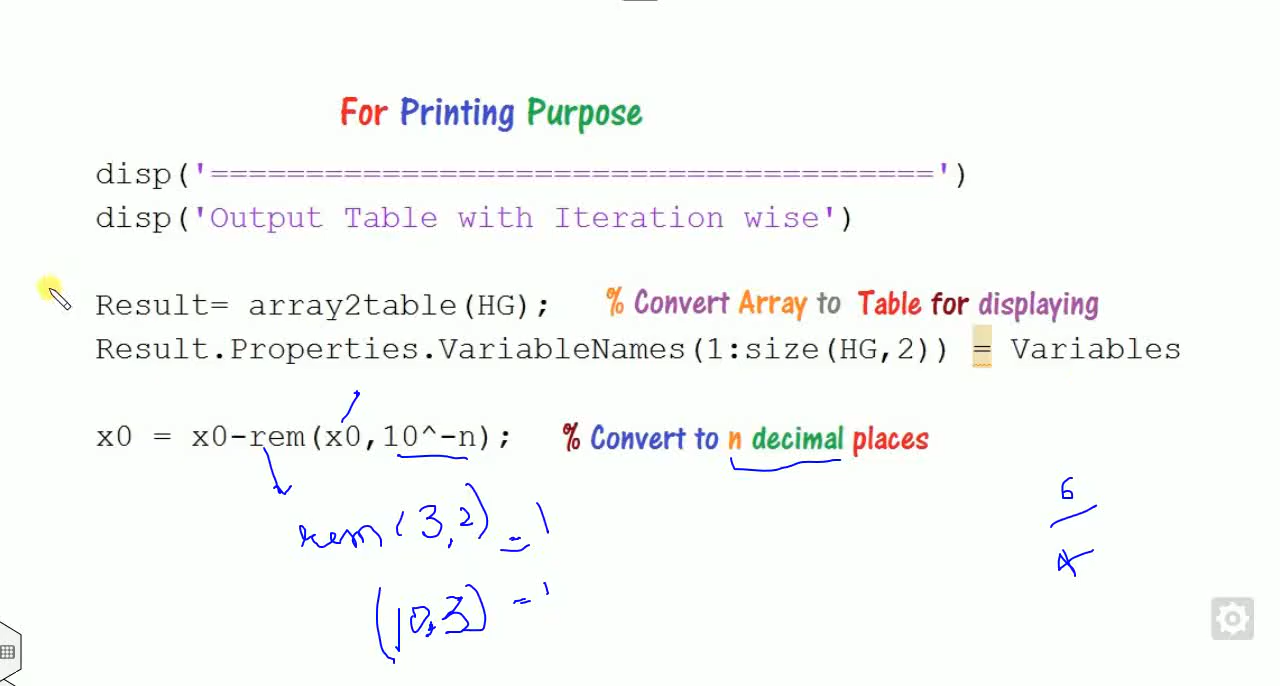 For Printing Purpose
disp('======================================')
disp('Output Table with Iteration wise')
Result= array2table(HG); % Convert Array to Table for displaying
Result.Properties.VariableNames(1:size(HG,2)) = Variables
x0 = x0-rem(x0,10^-n); % Convert to n decimal places
rem(3,2) = 1
(10,3) = 1
6
4